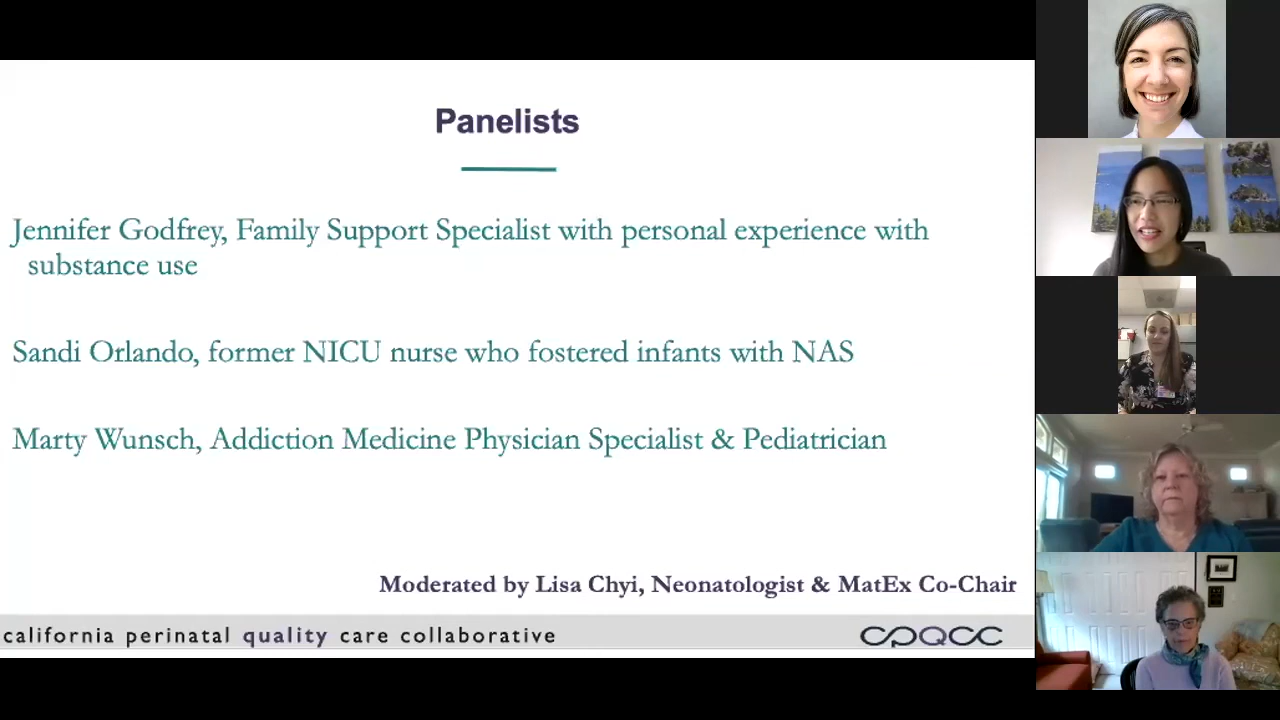 Panelists
Jennifer Godfrey, Family Support Specialist with personal experience with
substance use
Sandi Orlando, former NICU nurse who fostered infants with NAS
Marty Wunsch, Addiction Medicine Physician Specialist & Pediatrician
Moderated by Lisa Chyi, Neonatologist & MatEx Co-Chair
california perinatal quality care collaborative
cpqcc